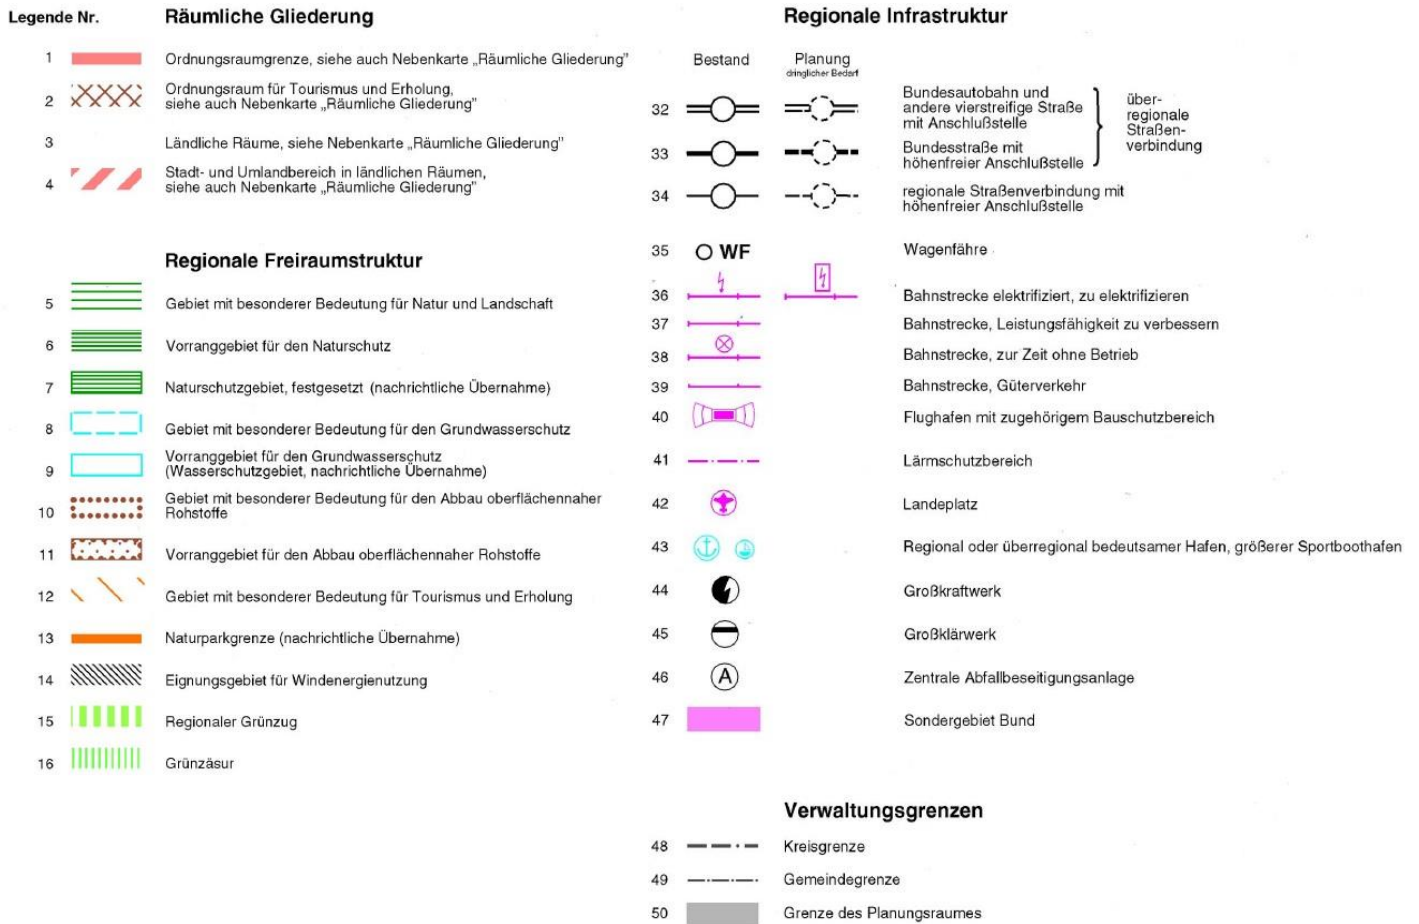 Legende Nr.
Räumliche Gliederung
1 Ordnungsraumgrenze, siehe auch Nebenkarte „Räumliche Gliederung”
2 Ordnungsraum für Tourismus und Erholung,
siehe auch Nebenkarte „Räumliche Gliederung”
3 Ländliche Räume, siehe Nebenkarte „Räumliche Gliederung”
4 Stadt- und Umlandbereich in ländlichen Räumen,
siehe auch Nebenkarte „Räumliche Gliederung”
Regionale Freiraumstruktur
5 Gebiet mit besonderer Bedeutung für Natur und Landschaft
6 Vorranggebiet für den Naturschutz
7 Naturschutzgebiet, festgesetzt (nachrichtliche Übernahme)
8 Gebiet mit besonderer Bedeutung für den Grundwasserschutz
9 Vorranggebiet für den Grundwasserschutz
(Wasserschutzgebiet, nachrichtliche Übernahme)
10 Gebiet mit besonderer Bedeutung für den Abbau oberflächennaher
Rohstoffe
11 Vorranggebiet für den Abbau oberflächennaher Rohstoffe
12 Gebiet mit besonderer Bedeutung für Tourismus und Erholung
13 Naturparkgrenze (nachrichtliche Übernahme)
14 Eignungsgebiet für Windenergienutzung
15 Regionaler Grünzug
16 Grünzäsur
Regionale Infrastruktur
Bestand Planung
dringlicher Bedarf
32 Bundesautobahn und
andere vierstreifige Straße
mit Anschlußstelle
33 Bundesstraße mit
höhenfreier Anschlußstelle
über-
regionale
Straßen-
verbindung
34 regionale Straßenverbindung mit
höhenfreier Anschlußstelle
35 WF Wagenfähre
36 Bahnstrecke elektrifiziert, zu elektrifizieren
37 Bahnstrecke, Leistungsfähigkeit zu verbessern
38 Bahnstrecke, zur Zeit ohne Betrieb
39 Bahnstrecke, Güterverkehr
40 Flughafen mit zugehörigem Bauschutzbereich
41 Lärmschutzbereich
42 Landeplatz
43 Regional oder überregional bedeutsamer Hafen, größerer Sportboothafen
44 Großkraftwerk
45 Großklärwerk
46 A Zentrale Abfallbeseitigungsanlage
47 Sondergebiet Bund
Verwaltungsgrenzen
48 Kreisgrenze
49 Gemeindegrenze
50 Grenze des Planungsraumes